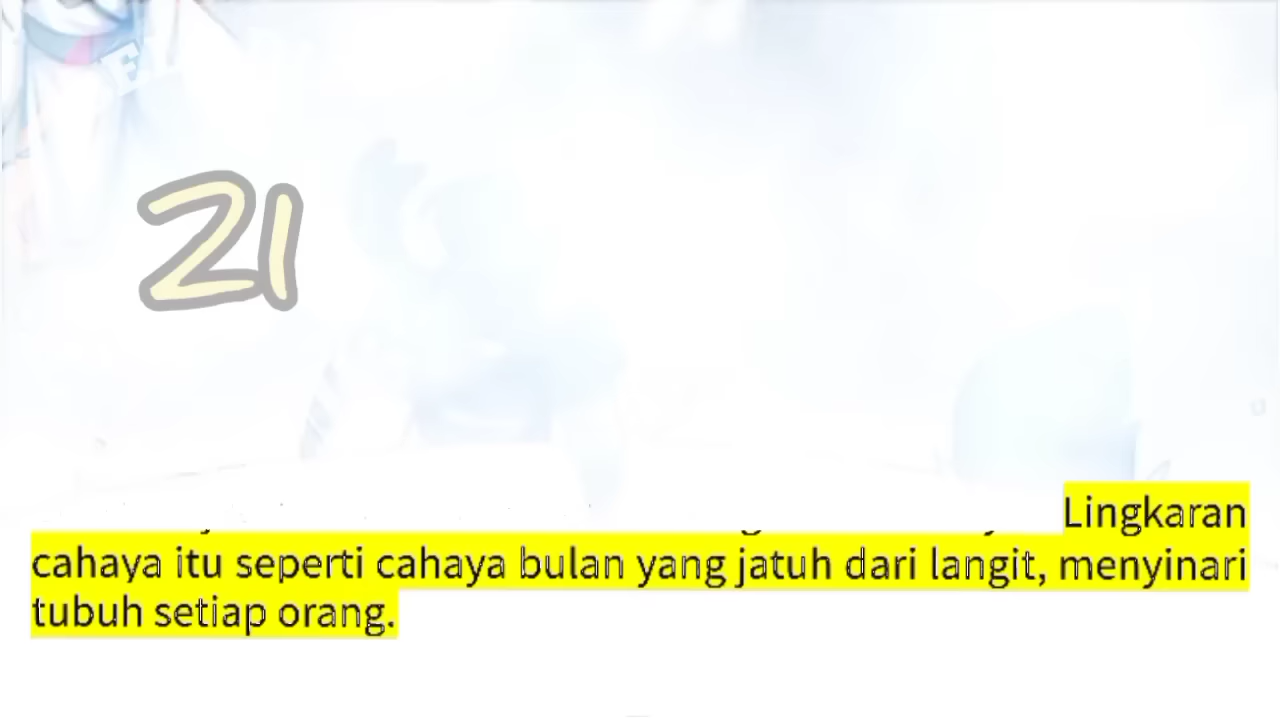 E
21
Lingkaran
cahaya itu seperti cahaya bulan yang jatuh dari langit, menyinari
tubuh setiap orang.